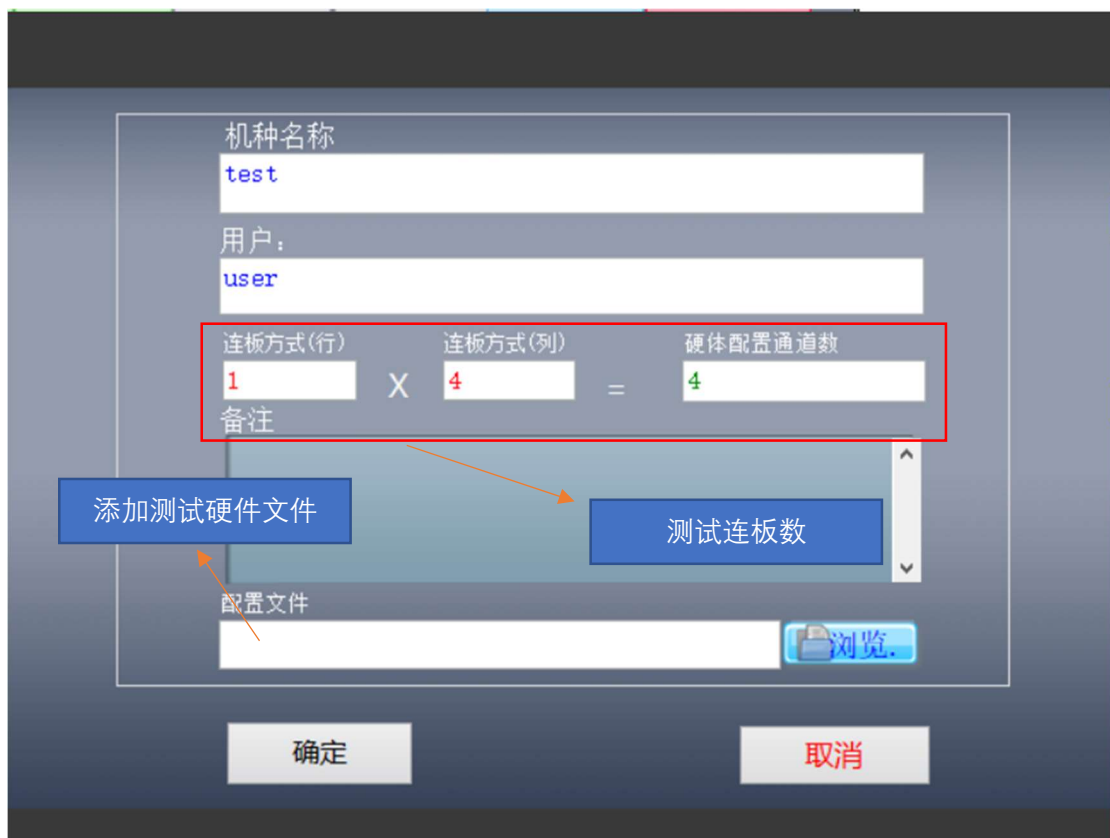 机种名称
test
用户:
user
连板方式(行) 连板方式(列) 硬体配置通道数
1 X 4 = 4
备注
添加测试硬件文件
测试连板数
配置文件
浏览.
确定 取消